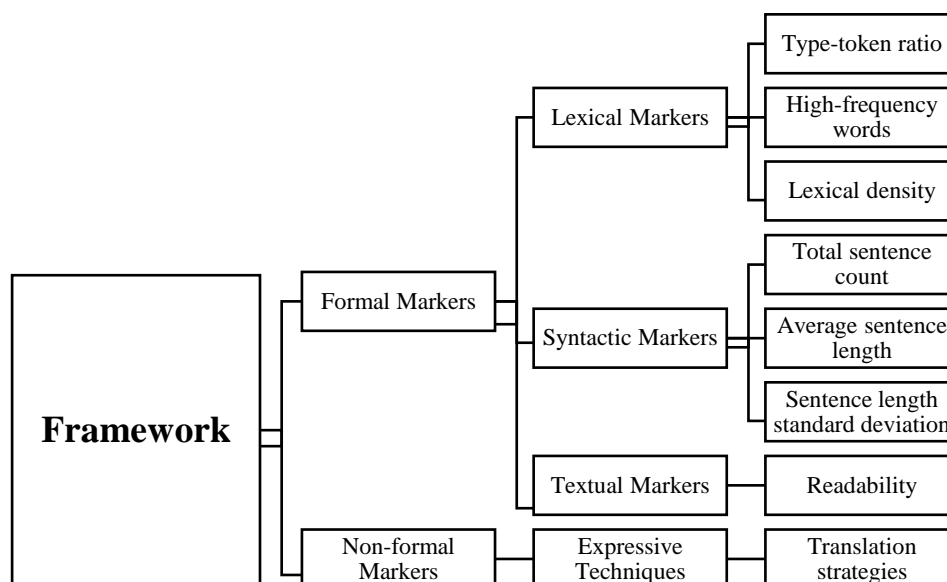 Type-token ratio
Lexical Markers
High-frequency
words
Lexical density
Framework
Formal Markers
Syntactic Markers
Total sentence
count
Average sentence
length
Sentence length
standard deviation
Textual Markers
Readability
Non-formal
Markers
Expressive
Techniques
Translation
strategies